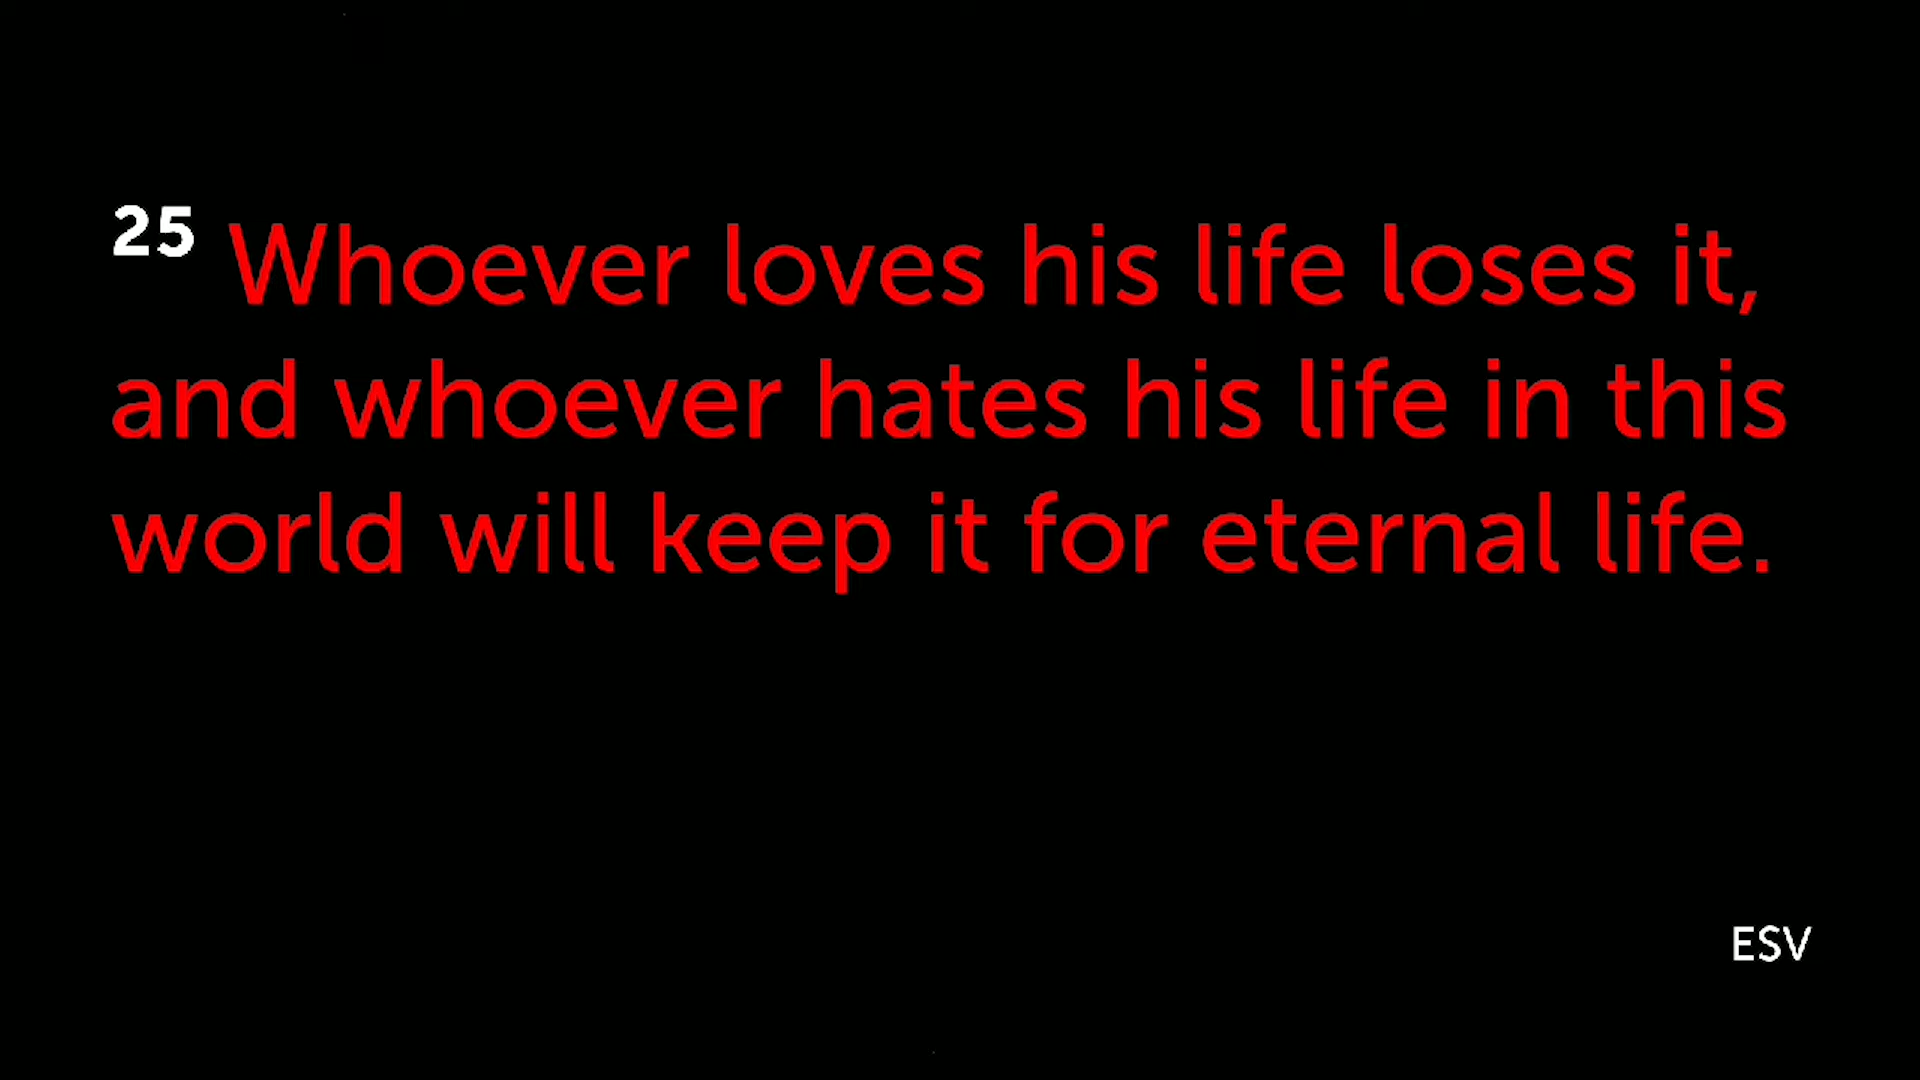 25 Whoever loves his life loses it,
and whoever hates his life in this
world will keep it for eternal life.
ESV